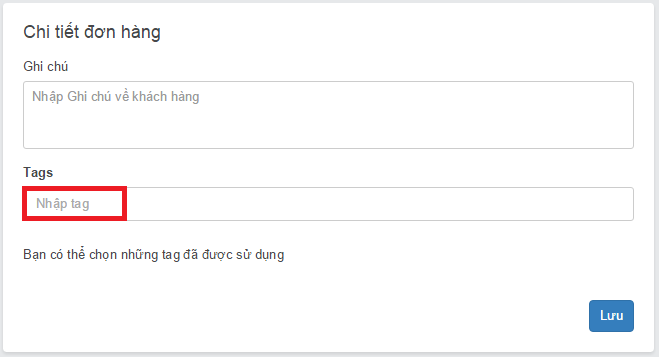 Chi tiết đơn hàng
Ghi chú
Nhập Ghi chú về khách hàng
Tags
Nhập tag
Bạn có thể chọn những tag đã được sử dụng
Lưu